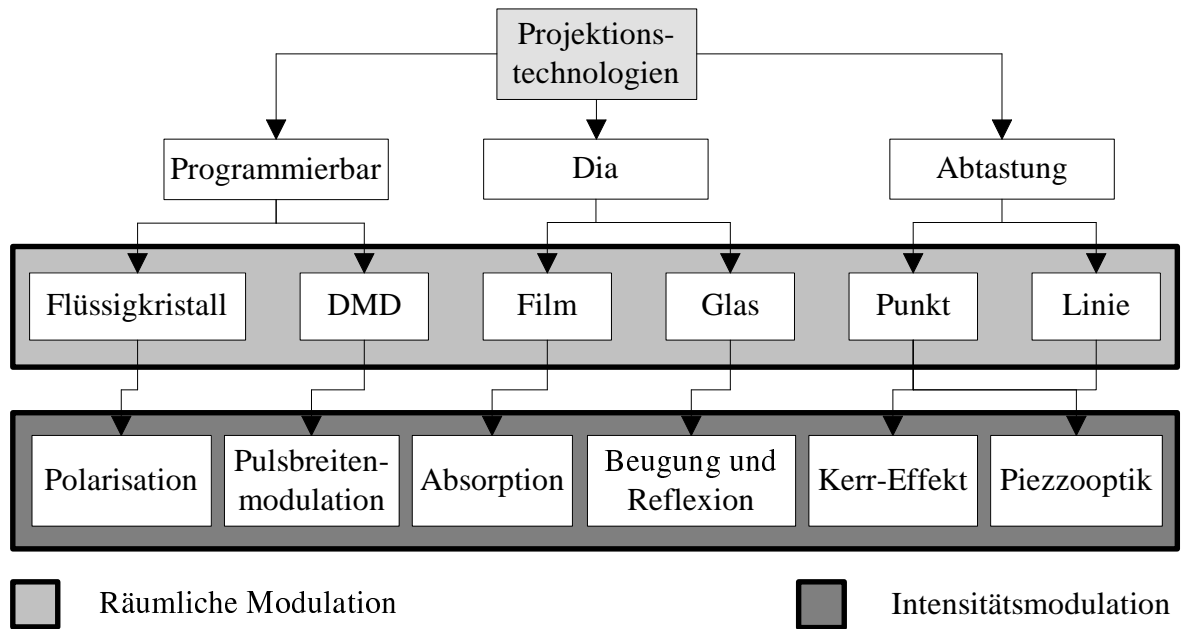 Projektions-
technologien
Programmierbar
Dia
Abtastung
Flüssigkristall
DMD
Film
Glas
Punkt
Linie
Polarisation
Pulsbreiten-
modulation
Absorption
Beugung und
Reflexion
Kerr-Effekt
Piezzooptik
Räumliche Modulation
Intensitätsmodulation